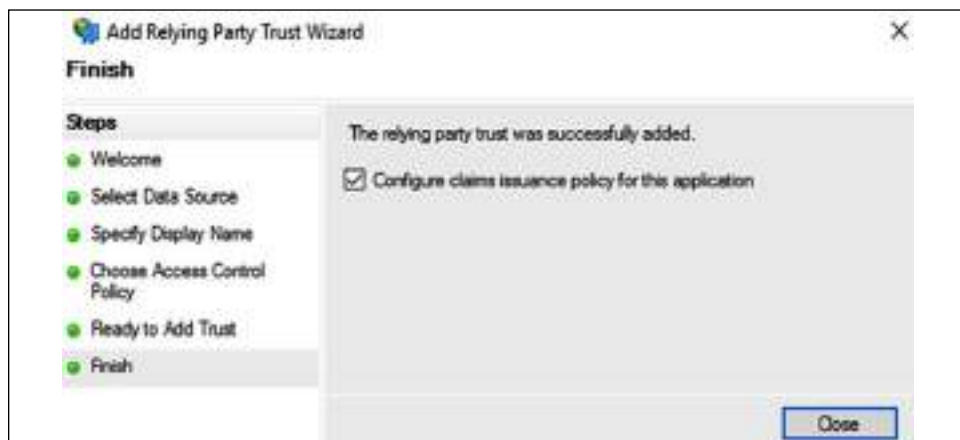 Add Relying Party Trust Wizard
Finish
Steps
Welcome
Select Data Source
Specify Display Name
Choose Access Control
Policy
Ready to Add Trust
Finish
The relying party trust was successfully added.
Configure claims issuance policy for this application
Close